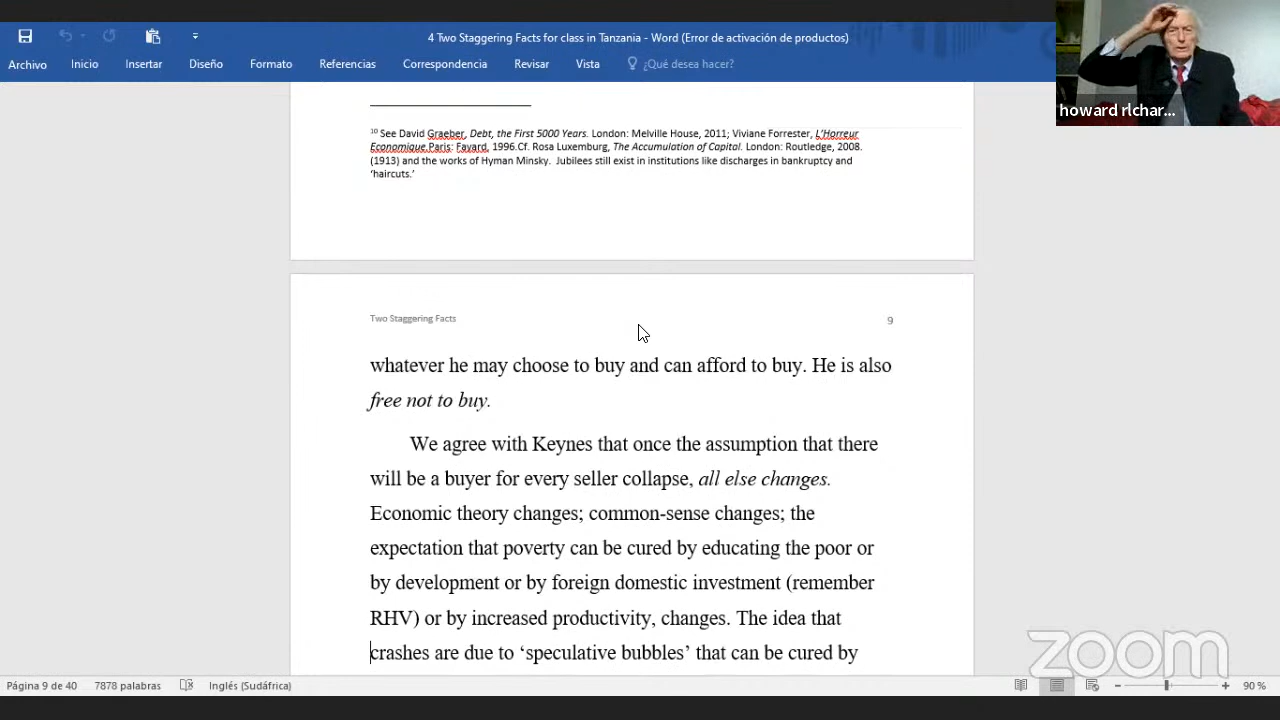 4 Two Staggering Facts for class in Tanzania - Word (Error de activación de productos)
Archivo Inicio Insertar Diseño Formato Referencias Correspondencia Revisar Vista ¿Qué desea hacer?
howard rlchar...
10 See David Graeber, Debt, the First 5000 Years. London: Melville House, 2011; Viviane Forrester, L'Horreur
Economique.Paris: Fayard, 1996.Cf. Rosa Luxemburg, The Accumulation of Capital. London: Routledge, 2008.
(1913) and the works of Hyman Minsky. Jubilees still exist in institutions like discharges in bankruptcy and
'haircuts.'
Two Staggering Facts 9
whatever he may choose to buy and can afford to buy. He is also
free not to buy.
We agree with Keynes that once the assumption that there
will be a buyer for every seller collapse, all else changes.
Economic theory changes; common-sense changes; the
expectation that poverty can be cured by educating the poor or
by development or by foreign domestic investment (remember
RHV) or by increased productivity, changes. The idea that
crashes are due to ‘speculative bubbles’ that can be cured by
zoom
Página 9 de 40 7878 palabras Inglés (Sudáfrica) 90 %